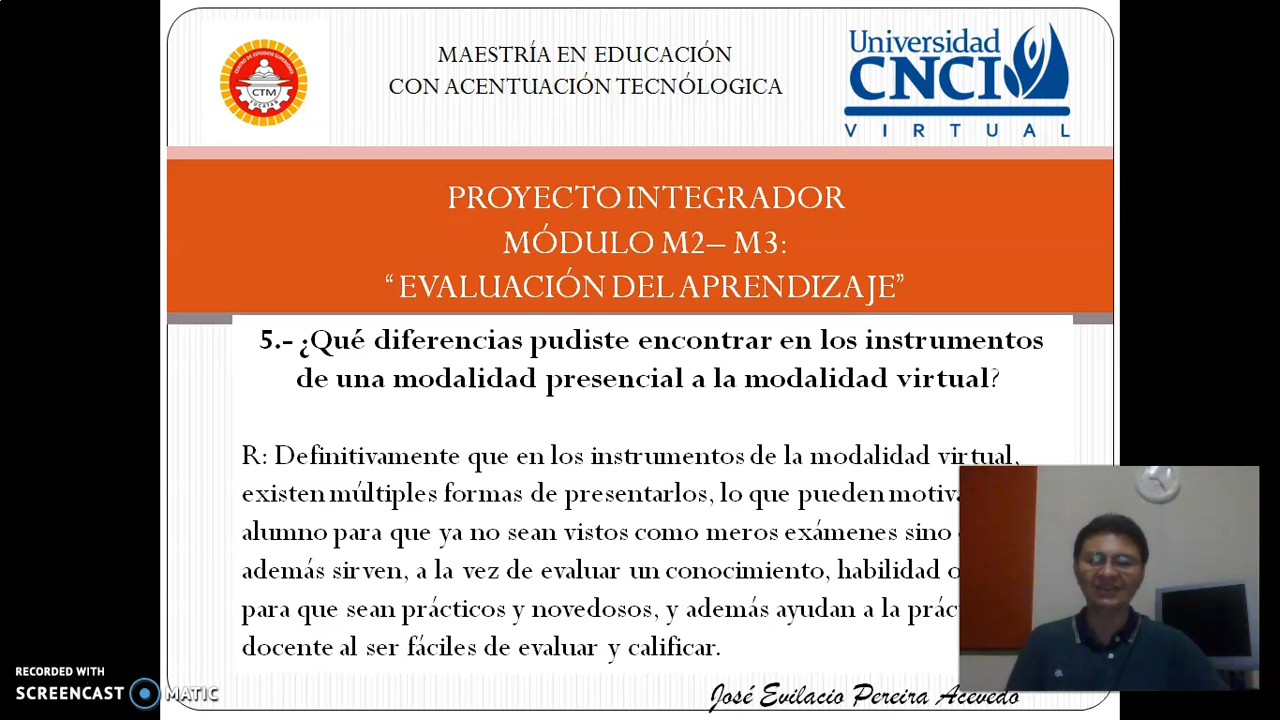 MAESTRÍA EN EDUCACIÓN
CON ACENTUACIÓN TECNÓLOGICA
CTM
Universidad
CNCI
VIRTUAL
PROYECTO INTEGRADOR
MÓDULO M2– M3:
“EVALUACIÓN DEL APRENDIZAJE”
5.- ¿Qué diferencias pudiste encontrar en los instrumentos
de una modalidad presencial a la modalidad virtual?
R: Definitivamente que en los instrumentos de la modalidad virtual,
existen múltiples formas de presentarlos, lo que pueden
alumno para que ya no sean vistos como meros exámenes sino
además sirven, a la vez de evaluar un conocimiento, habilidad
para que sean prácticos y novedosos, y además ayudan a la
docente al ser fáciles de evaluar y calificar.
José Evilacio Pereira Acevedo
RECORDED WITH
SCREENCAST MATIC